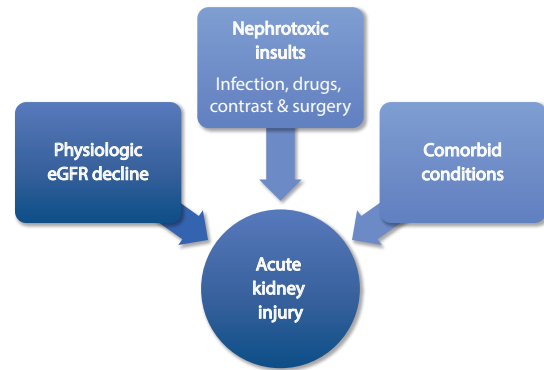 Nephrotoxic
insults
Infection, drugs,
contrast & surgery
Physiologic
eGFR decline
Comorbid
conditions
Acute
kidney
injury